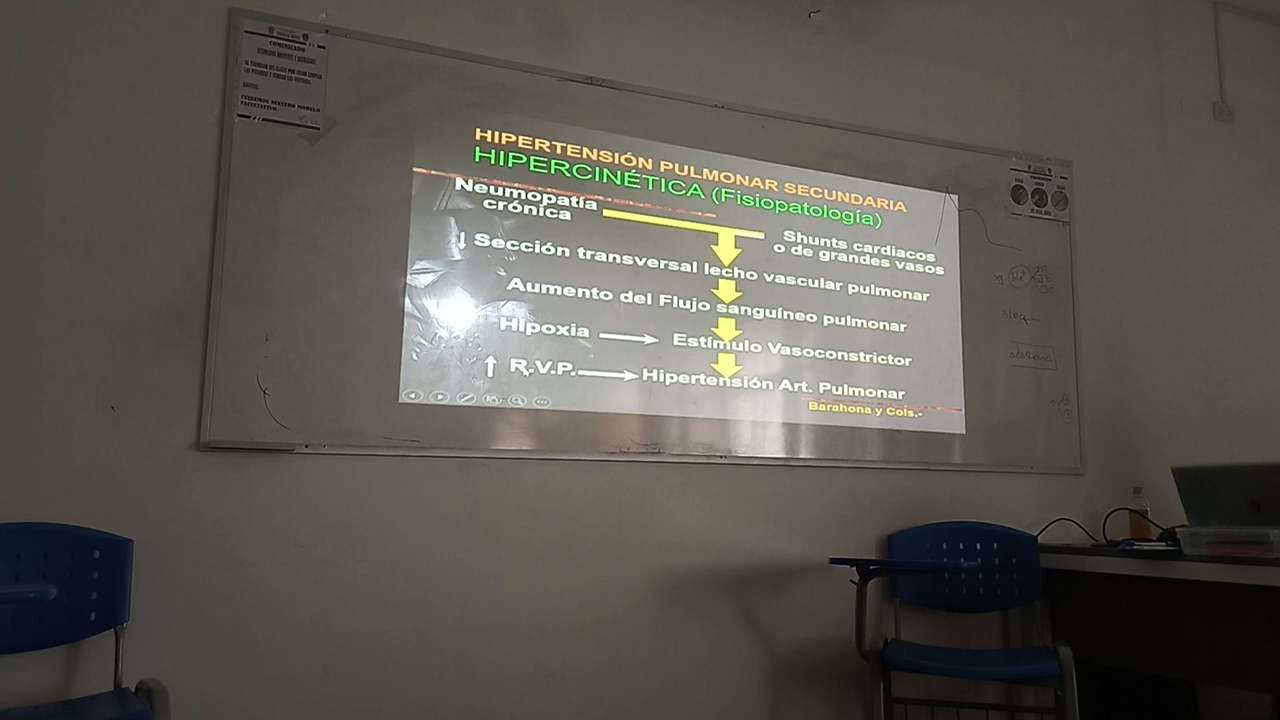 COMUNICADO
HIPERTENSIÓN PULMONAR SECUNDARIA
HIPERCINÉTICA (Fisiopatología)
Neumopatía
crónica
Shunts cardiacos
o de grandes vasos
↓ Sección transversal lecho vascular pulmonar
Aumento del Flujo sanguíneo pulmonar
Hipoxia → Estímulo Vasoconstrictor
↑ R.V.P. → Hipertensión Art. Pulmonar
Barahona y Cols.-